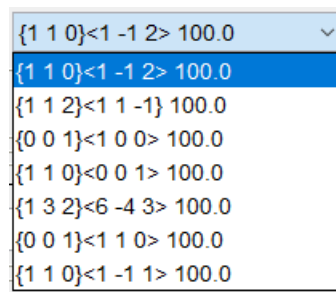 {1 1 0}<1 -1 2> 100.0
{1 1 0}<1 -1 2> 100.0
{1 1 2}<1 1 -1} 100.0
{0 0 1}<1 0 0> 100.0
{1 1 0}<0 0 1> 100.0
{1 3 2}<6 -4 3> 100.0
{0 0 1}<1 1 0> 100.0
{1 1 0}<1 -1 1> 100.0